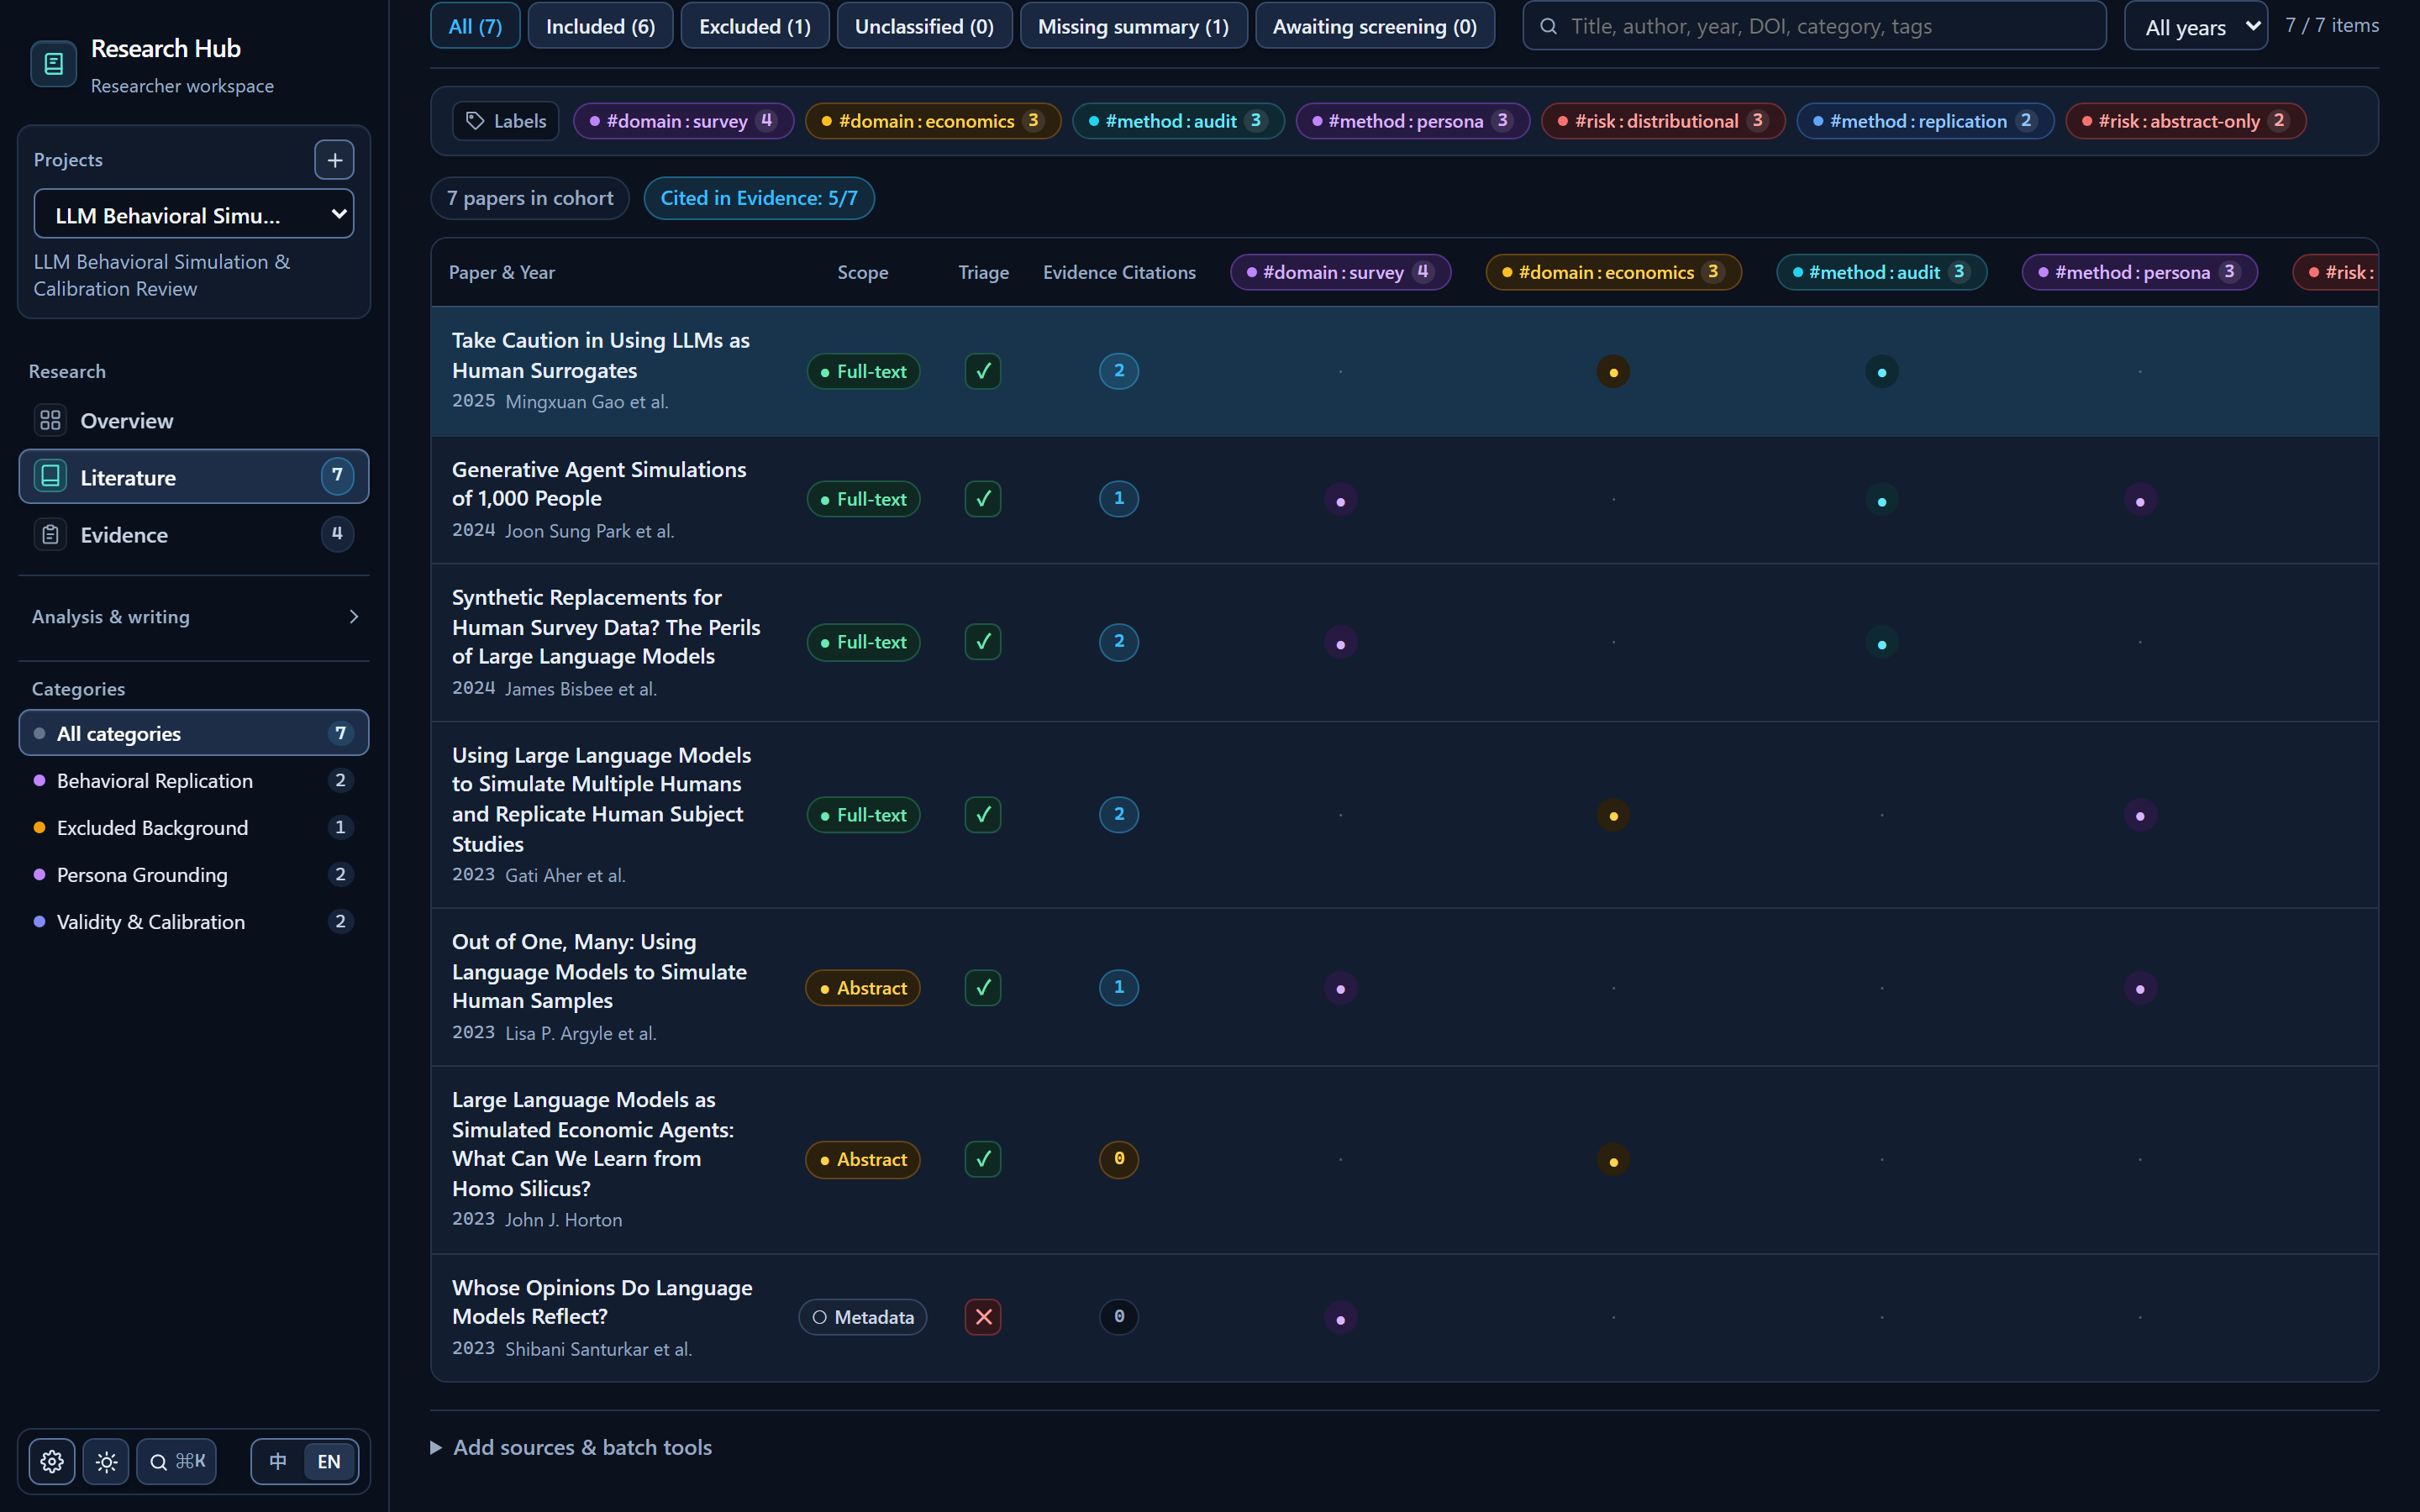 Research Hub
Researcher workspace
Projects
LLM Behavioral Simu...
LLM Behavioral Simulation &
Calibration Review
Research
Overview
Literature 7
Evidence 4
Analysis & writing
Categories
All categories 7
Behavioral Replication 2
Excluded Background 1
Persona Grounding 2
Validity & Calibration 2
⌘K
中 EN
All (7) Included (6) Excluded (1) Unclassified (0) Missing summary (1) Awaiting screening (0) Title, author, year, DOI, category, tags All years 7 / 7 items
Labels #domain:survey 4 #domain:economics 3 #method:audit 3 #method:persona 3 #risk:distributional 3 #method:replication 2 #risk:abstract-only 2
7 papers in cohort Cited in Evidence: 5/7
Paper & Year Scope Triage Evidence Citations #domain:survey 4 #domain:economics 3 #method:audit 3 #method:persona 3 #risk:
Take Caution in Using LLMs as
Human Surrogates
2025 Mingxuan Gao et al.
Full-text ✓ 2
Generative Agent Simulations
of 1,000 People
2024 Joon Sung Park et al.
Full-text ✓ 1
Synthetic Replacements for
Human Survey Data? The Perils
of Large Language Models
2024 James Bisbee et al.
Full-text ✓ 2
Using Large Language Models
to Simulate Multiple Humans
and Replicate Human Subject
Studies
2023 Gati Aher et al.
Full-text ✓ 2
Out of One, Many: Using
Language Models to Simulate
Human Samples
2023 Lisa P. Argyle et al.
Abstract ✓ 1
Large Language Models as
Simulated Economic Agents:
What Can We Learn from
Homo Silicus?
2023 John J. Horton
Abstract ✓ 0
Whose Opinions Do Language
Models Reflect?
2023 Shibani Santurkar et al.
Metadata ✕ 0
Add sources & batch tools